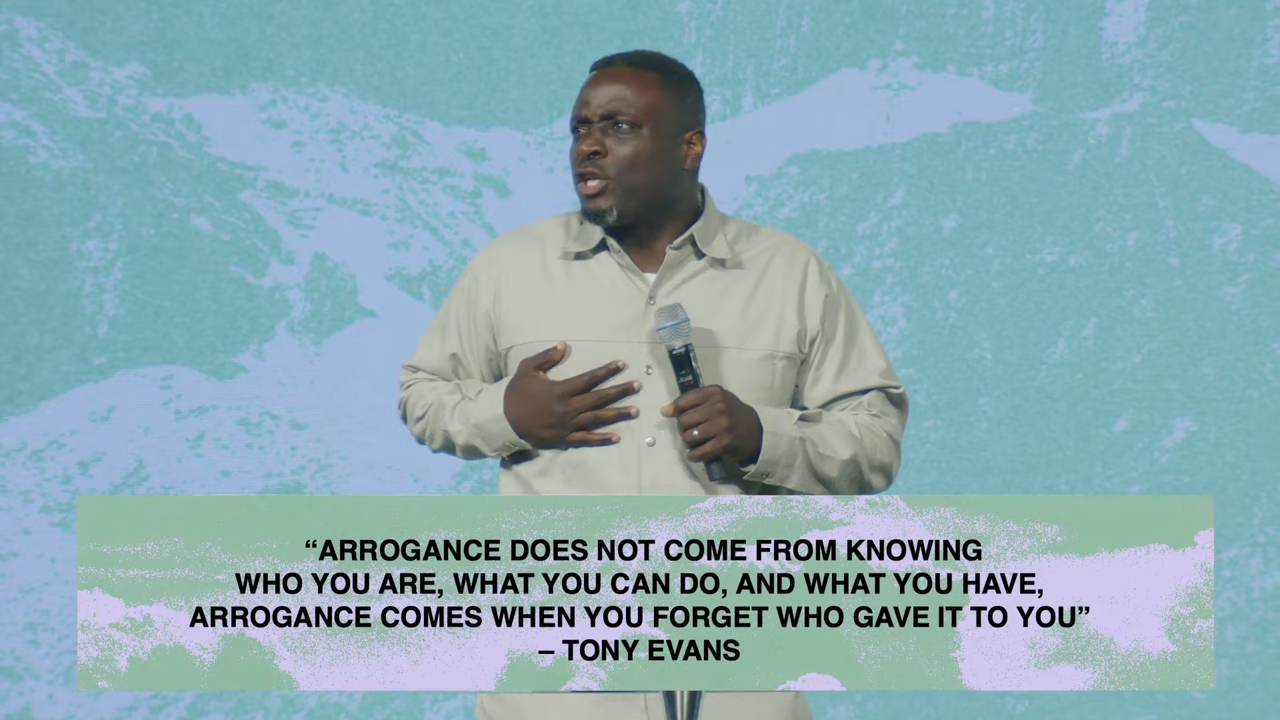 “ARROGANCE DOES NOT COME FROM KNOWING
WHO YOU ARE, WHAT YOU CAN DO, AND WHAT YOU HAVE,
ARROGANCE COMES WHEN YOU FORGET WHO GAVE IT TO YOU”
– TONY EVANS